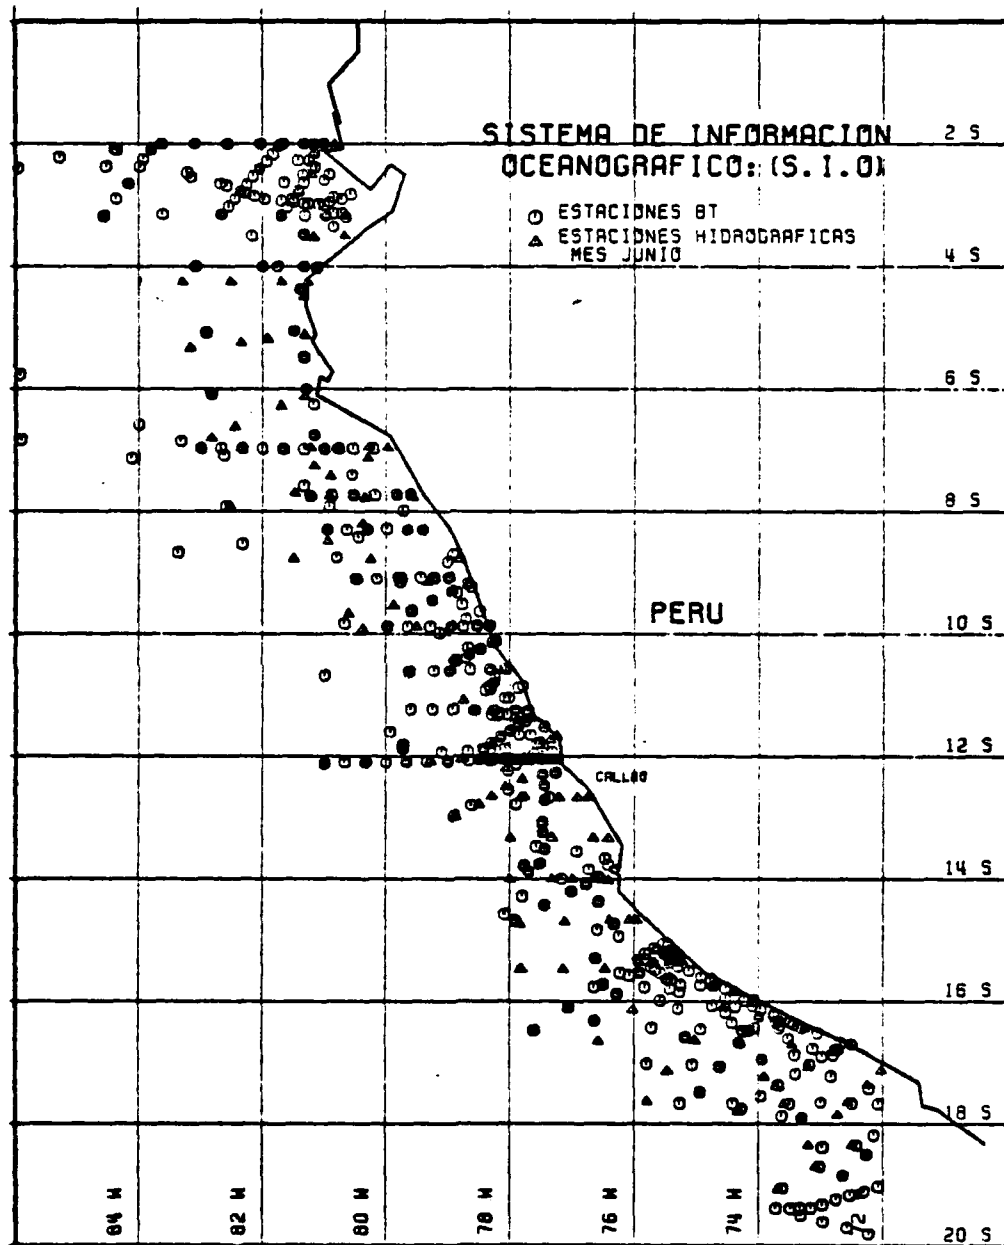 SISTEMA DE INFORMACION
OCEANOGRAFICO: (S.I.O)
ESTACIONES BT
ESTACIONES HIDROGRAFICAS
MES JUNIO
2 S
4 S
6 S
8 S
PERU
10 S
12 S
CALLAO
14 S
16 S
18 S
20 S
84 W
82 W
80 W
78 W
76 W
74 W
72